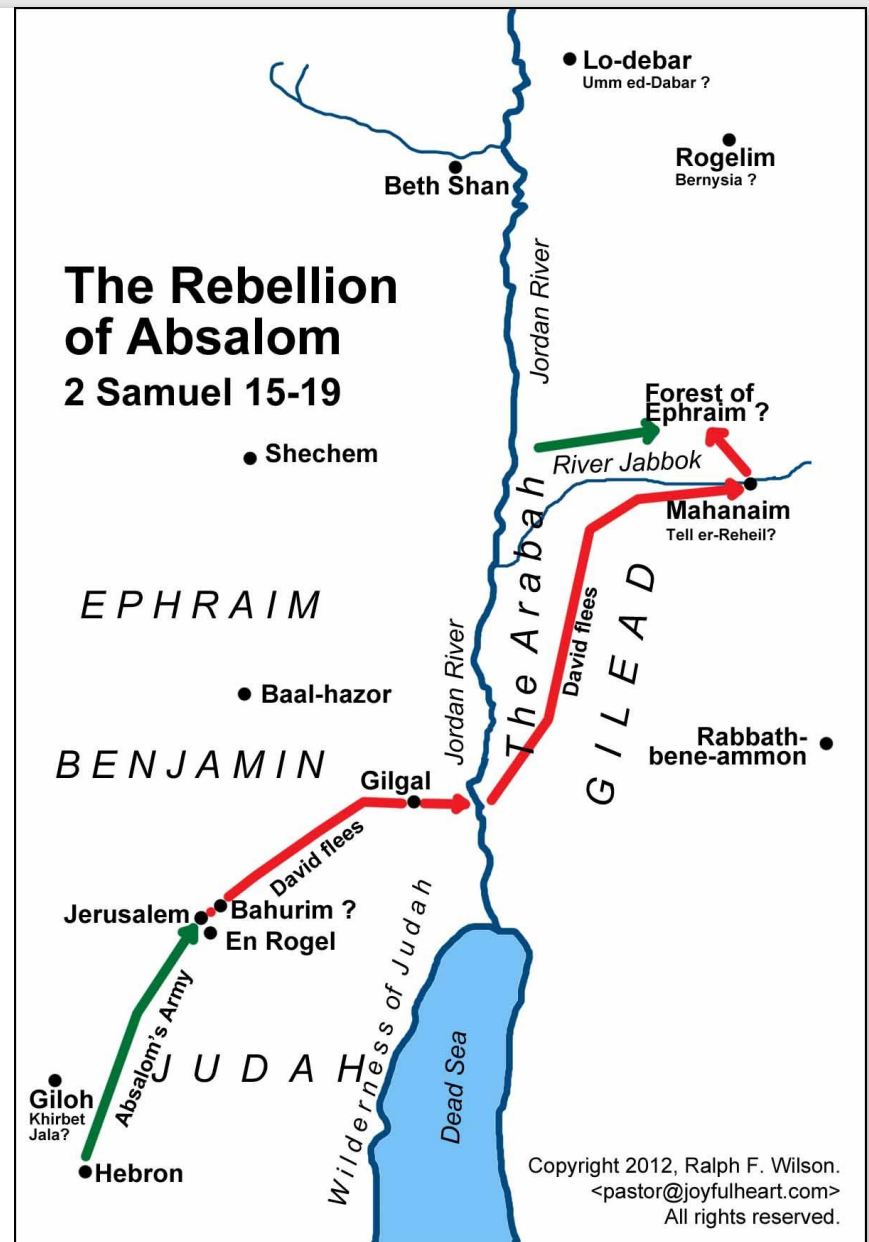 Lo-debar
Umm ed-Dabar ?
Rogelim
Bernysia ?
Beth Shan
The Rebellion
of Absalom
2 Samuel 15-19
Jordan River
Forest of
Ephraim ?
Shechem
River Jabbok
Mahanaim
Tell er-Reheil?
The Arabah
EPHRAIM
David flees
GILEAD
Jordan River
Baal-hazor
Rabbath-
bene-ammon
BENJAMIN
Gilgal
David flees
Jerusalem
Bahurim ?
En Rogel
Wilderness of Judah
Absalom's Army
JUDAH
Dead Sea
Giloh
Khirbet
Jala?
Hebron
Copyright 2012, Ralph F. Wilson.
<pastor@joyfulheart.com>
All rights reserved.